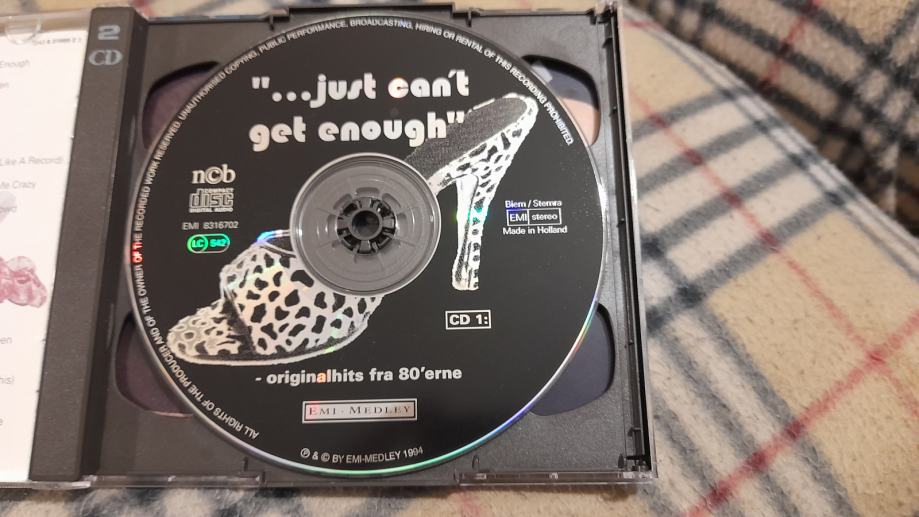 2
CD
Enough
Like A Record)
Me Crazy
ALL RIGHTS OF THE PRODUCER AND OF THE OWNER OF THE RECORDED WORK RESERVED. UNAUTHORISED COPYING, PUBLIC PERFORMANCE, BROADCASTING, HIRING OR RENTAL OF THIS RECORDING PROHIBITED.
"...just can't
get enough"
n©b
COMPACT
disc
DIGITAL AUDIO
EMI 8316702
LC 542
Biem / Stemra
EMI stereo
Made in Holland
CD 1:
- originalhits fra 80'erne
EMI-MEDLEY
℗ & © BY EMI-MEDLEY 1994